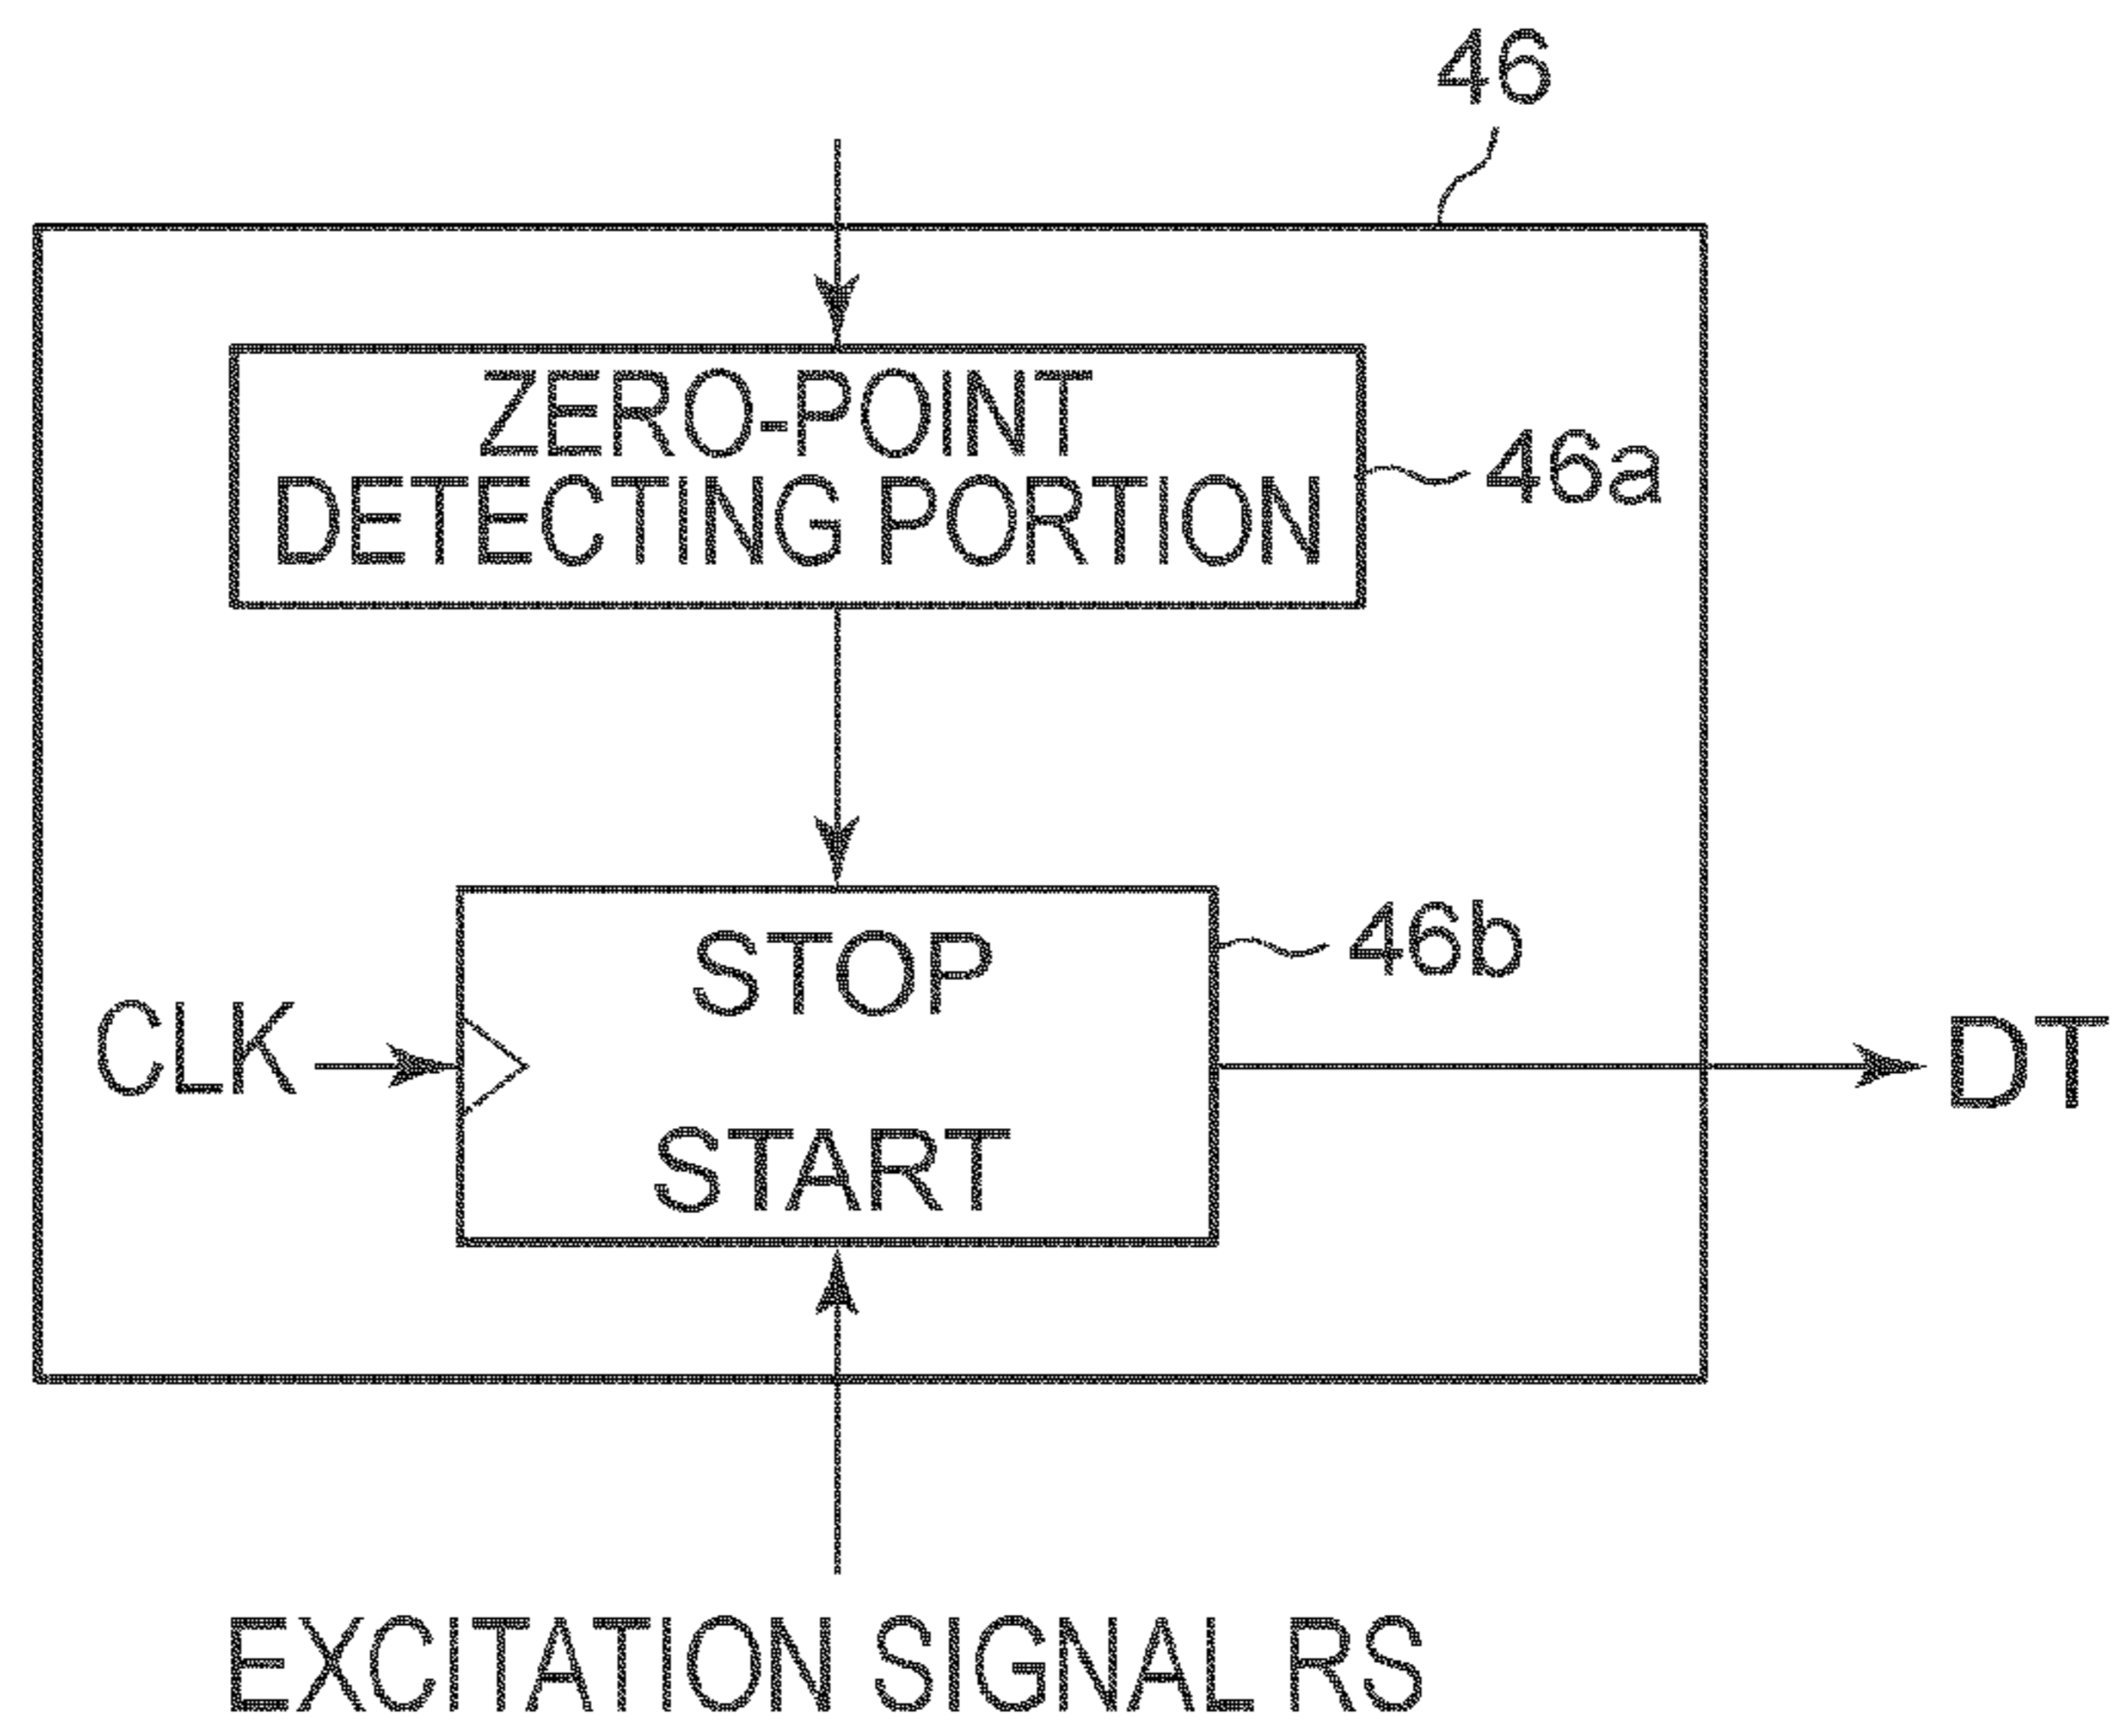 46
ZERO-POINT
DETECTING PORTION
46a
STOP
46b
CLK
DT
START
EXCITATION SIGNAL RS